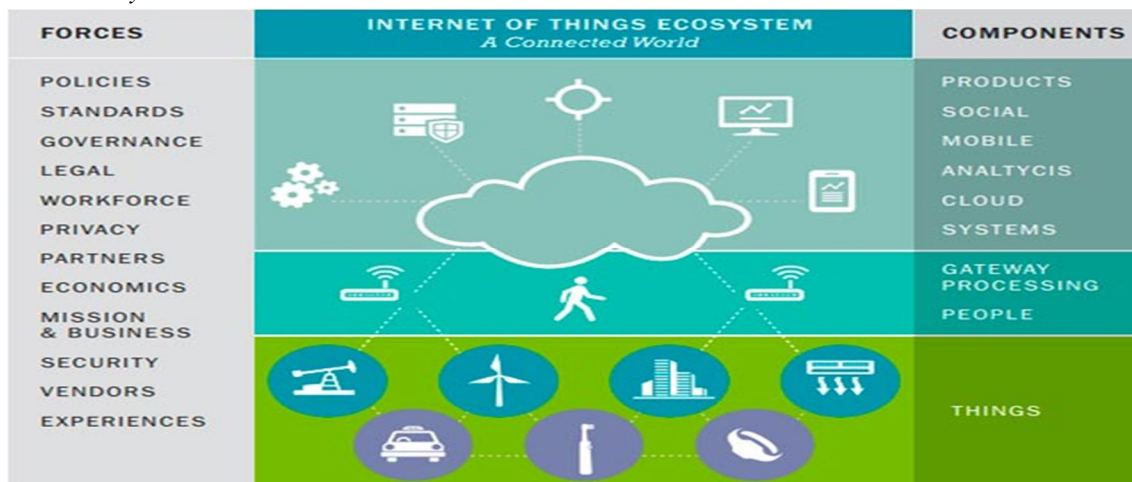 FORCES
INTERNET OF THINGS ECOSYSTEM
A Connected World
COMPONENTS
POLICIES
STANDARDS
GOVERNANCE
LEGAL
WORKFORCE
PRIVACY
PARTNERS
ECONOMICS
MISSION
& BUSINESS
SECURITY
VENDORS
EXPERIENCES
PRODUCTS
SOCIAL
MOBILE
ANALTYCIS
CLOUD
SYSTEMS
GATEWAY
PROCESSING
PEOPLE
THINGS